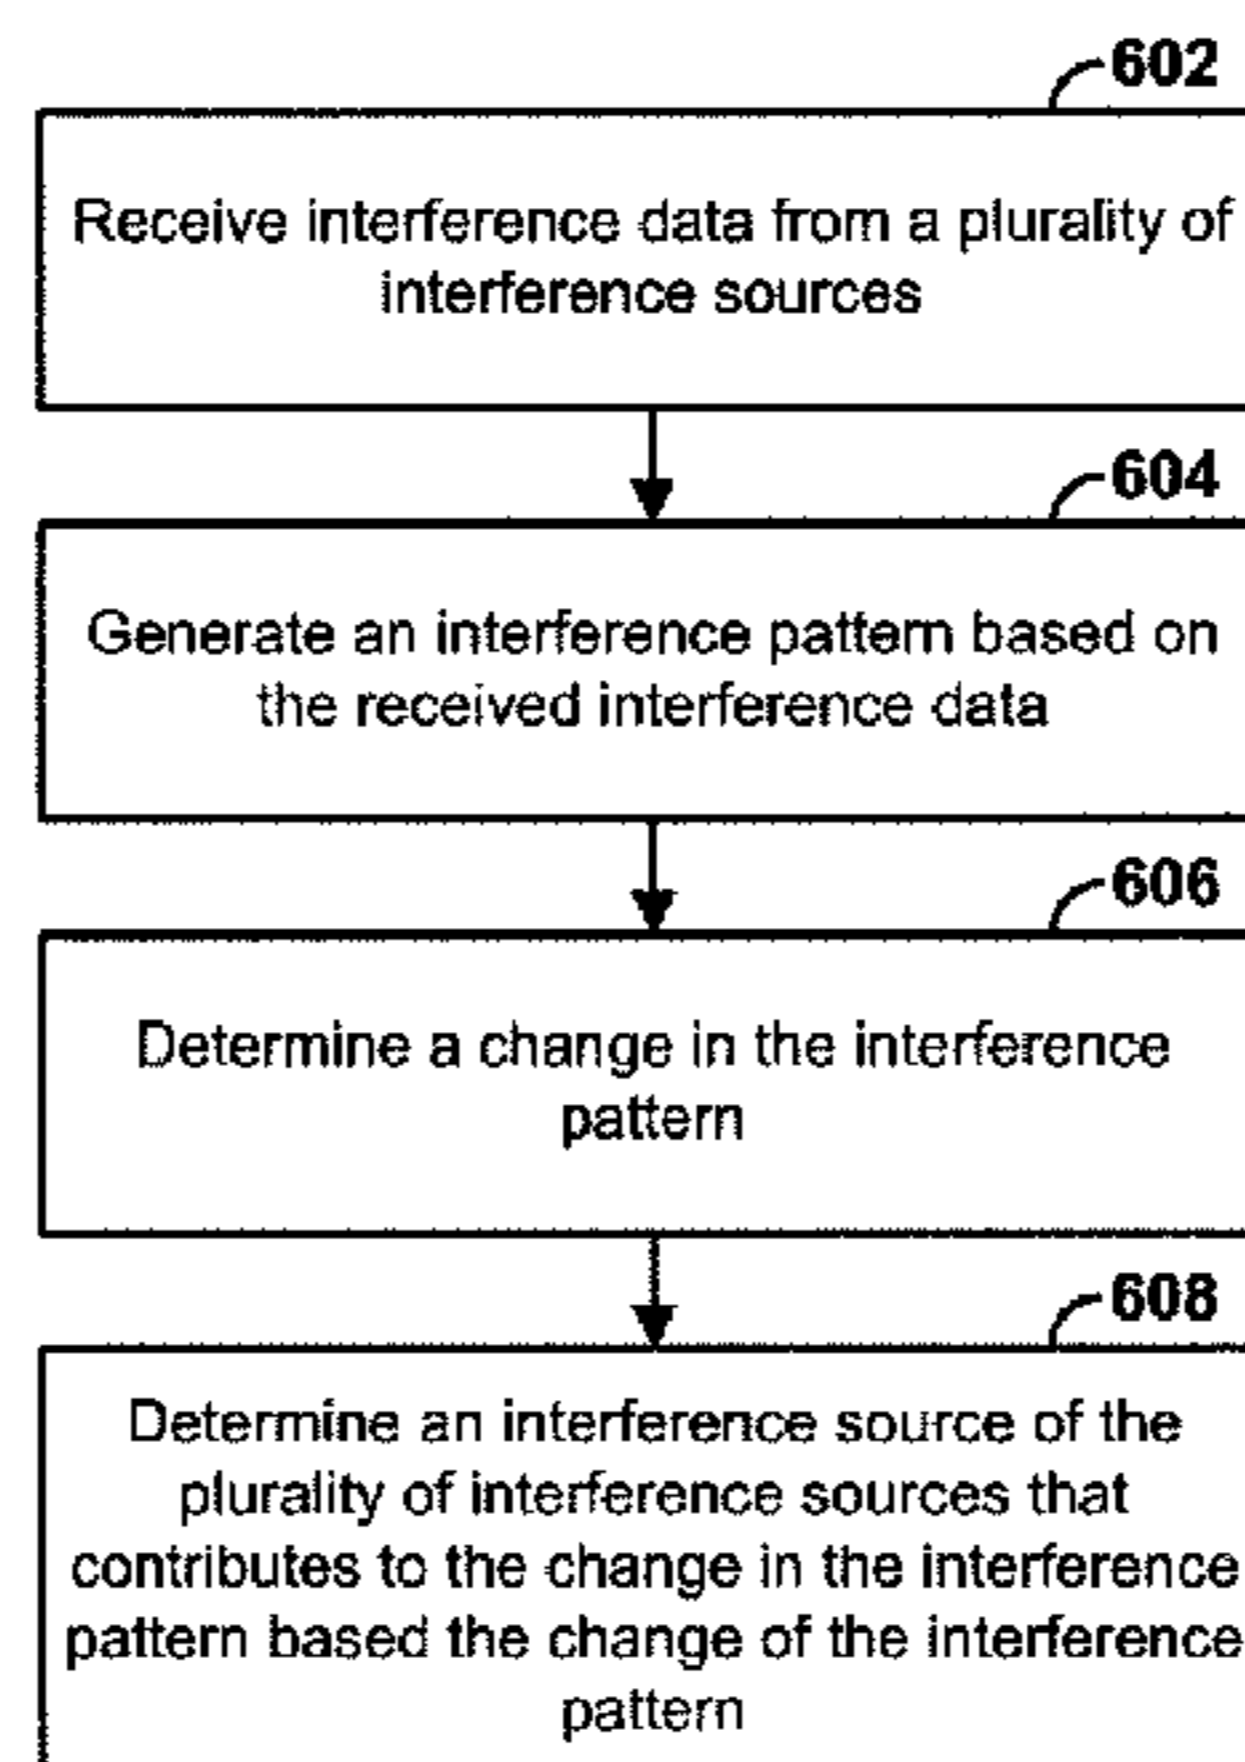 602
Receive interference data from a plurality of
interference sources
604
Generate an interference pattern based on
the received interference data
606
Determine a change in the interference
pattern
608
Determine an interference source of the
plurality of interference sources that
contributes to the change in the interference
pattern based the change of the interference
pattern